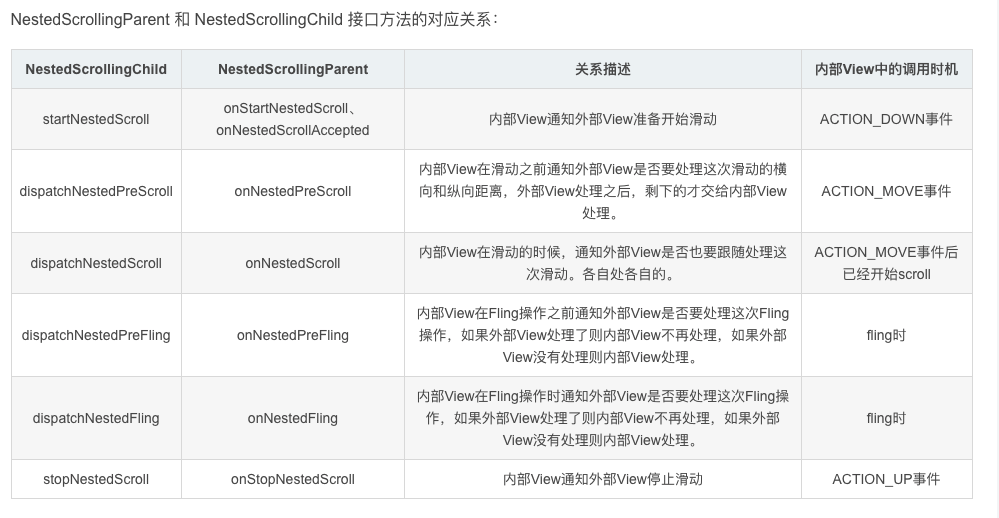 NestedScrollingParent 和 NestedScrollingChild 接口方法的对应关系：
NestedScrollingChild
NestedScrollingParent
关系描述
内部View中的调用时机
startNestedScroll
onStartNestedScroll、
onNestedScrollAccepted
内部View通知外部View准备开始滑动
ACTION_DOWN事件
dispatchNestedPreScroll
onNestedPreScroll
内部View在滑动之前通知外部View是否要处理这次滑动的横
向和纵向距离，外部View处理之后，剩下的才交给内部View
处理。
ACTION_MOVE事件
dispatchNestedScroll
onNestedScroll
内部View在滑动的时候，通知外部View是否也要跟随处理这
次滑动。各自处各自的。
ACTION_MOVE事件后
已经开始scroll
dispatchNestedPreFling
onNestedPreFling
内部View在Fling操作之前通知外部View是否要处理这次Fling
操作，如果外部View处理了则内部View不再处理，如果外部
View没有处理则内部View处理。
fling时
dispatchNestedFling
onNestedFling
内部View在Fling操作时通知外部View是否要处理这次Fling操
作，如果外部View处理了则内部View不再处理，如果外部
View没有处理则内部View处理。
fling时
stopNestedScroll
onStopNestedScroll
内部View通知外部View停止滑动
ACTION_UP事件